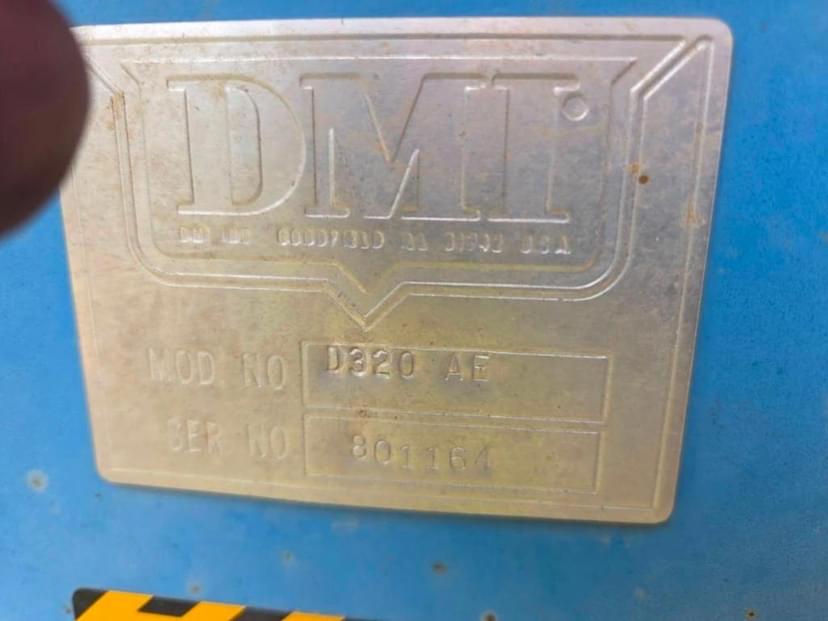 DMI
DMI INC GOODFIELD IL 61742 USA
MOD NO D320 AE
SER NO 801164